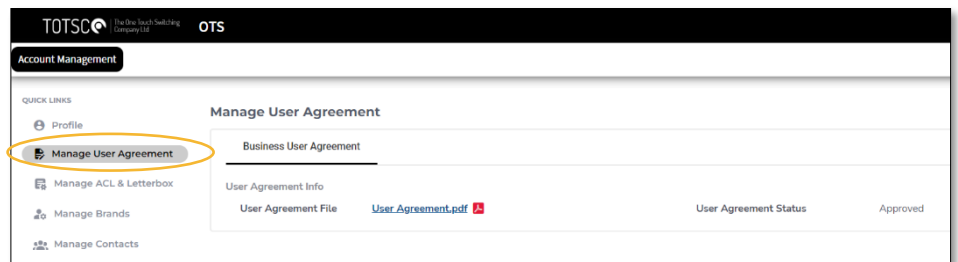 TOTSCO The One Touch Switching
Company Ltd
OTS
Account Management
QUICK LINKS
Profile
Manage User Agreement
Manage ACL & Letterbox
Manage Brands
Manage Contacts
Manage User Agreement
Business User Agreement
User Agreement Info
User Agreement File User Agreement.pdf User Agreement Status Approved